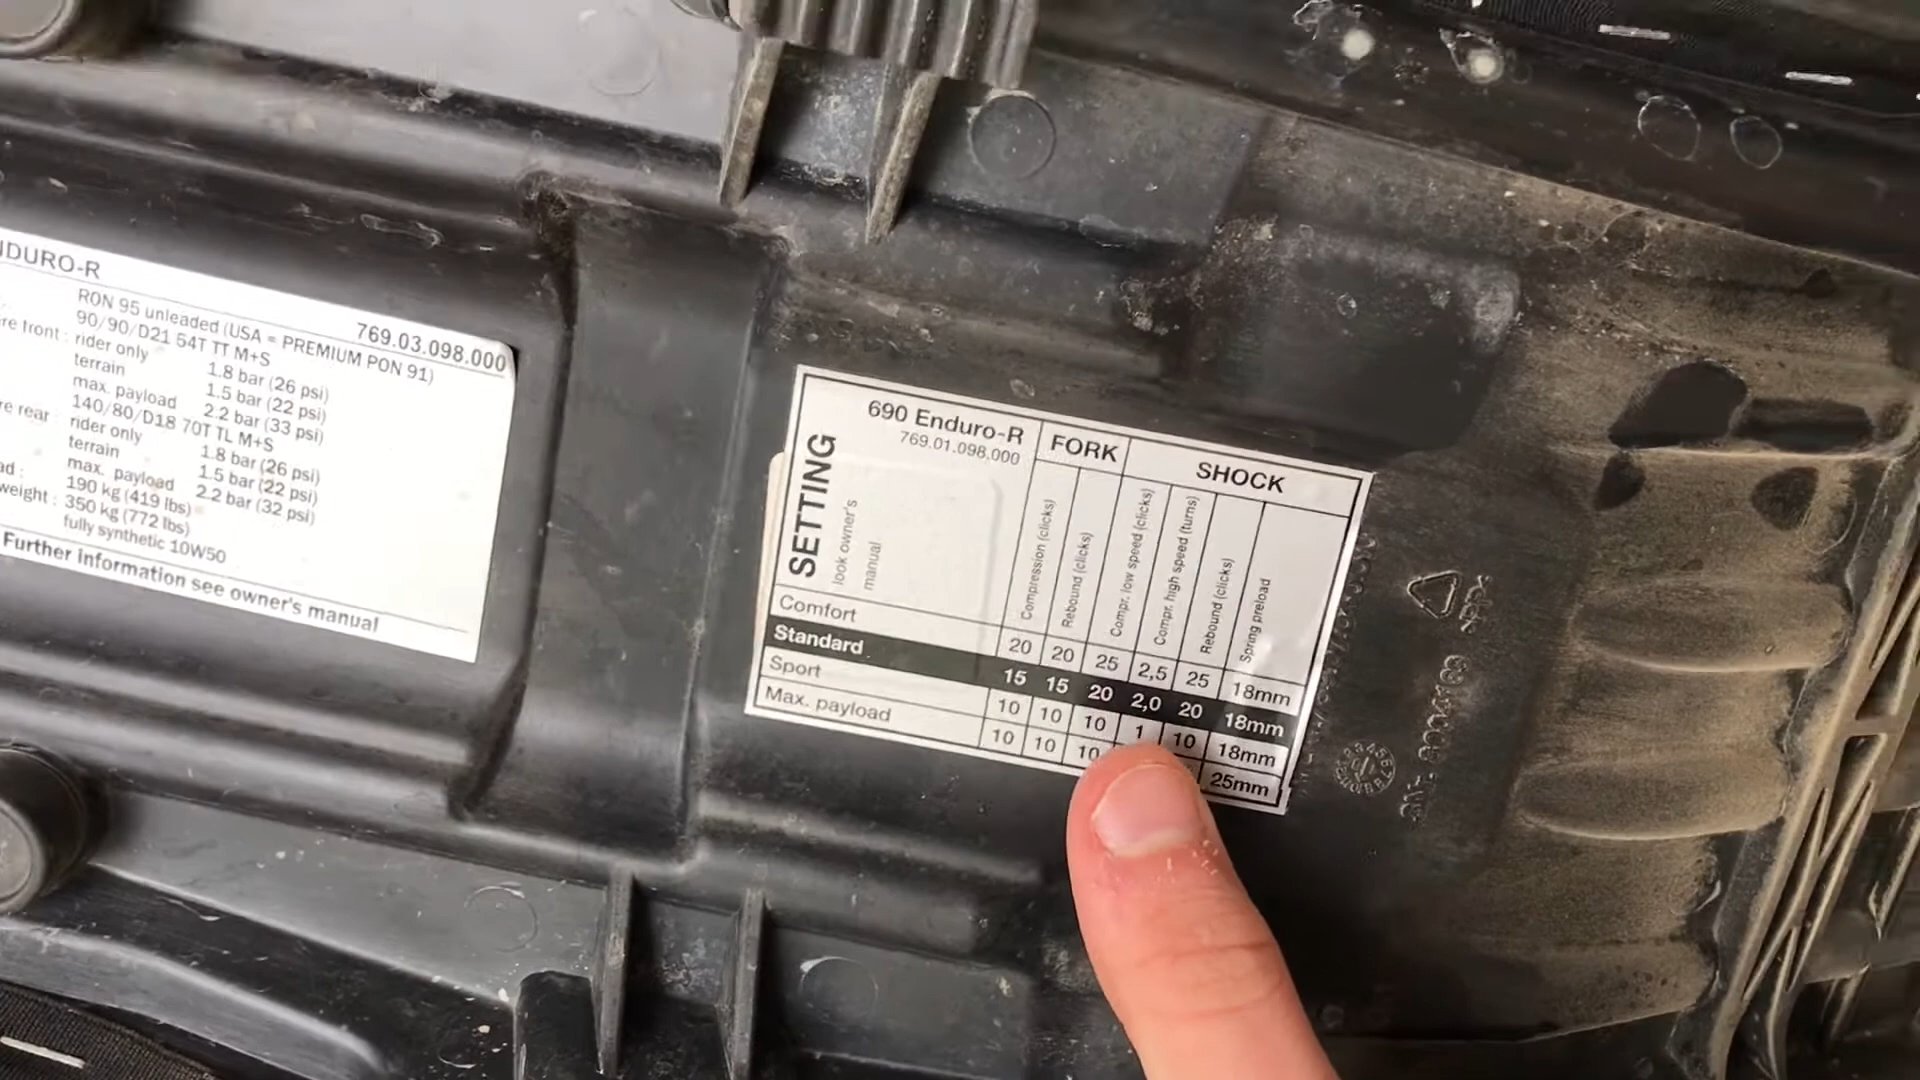 NDURO-R
769.03.098.000
RON 95 unleaded (USA = PREMIUM PON 91)
re front : 90/90/D21 54T TT M+S
rider only 1.8 bar (26 psi)
terrain 1.5 bar (22 psi)
max. payload 2.2 bar (33 psi)
re rear : 140/80/D18 70T TL M+S
rider only 1.8 bar (26 psi)
terrain 1.5 bar (22 psi)
max. payload 2.2 bar (32 psi)
ad : 190 kg (419 lbs)
weight : 350 kg (772 lbs)
fully synthetic 10W50
Further information see owner's manual
SETTING
look owner's
manual
690 Enduro-R
769.01.098.000
FORK SHOCK
Compression (clicks) Rebound (clicks) Compr. low speed (clicks) Compr. high speed (turns) Rebound (clicks) Spring preload
Comfort 20 20 25 2,5 25 18mm
Standard 15 15 20 2,0 20 18mm
Sport 10 10 10 1 10 18mm
Max. payload 10 10 10 25mm